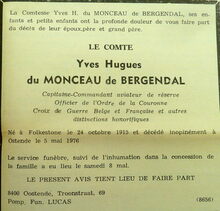 La Comtesse Yves H. du MONCEAU de BERGENDAL, ses en-
fants et petits enfants ont la profonde douleur de vous faire part
du décès de leur époux, père et grand père.
LE COMTE
Yves Hugues
du MONCEAU de BERGENDAL
Capitaine-Commandant aviateur de réserve
Officier de l'Ordre de la Couronne
Croix de Guerre Belge et Française et autres
distinctions honorifiques
Né à Folkestone le 24 octobre 1915 et décédé inopinément à
Ostende le 5 mai 1976
Le service funèbre, suivi de l'inhumation dans la concession de
la famille a eu lieu le samedi 8 mai.
LE PRESENT AVIS TIENT LIEU DE FAIRE PART
8400 Oostende, Troonstraat, 69
Pomp. Fun. LUCAS (8656)